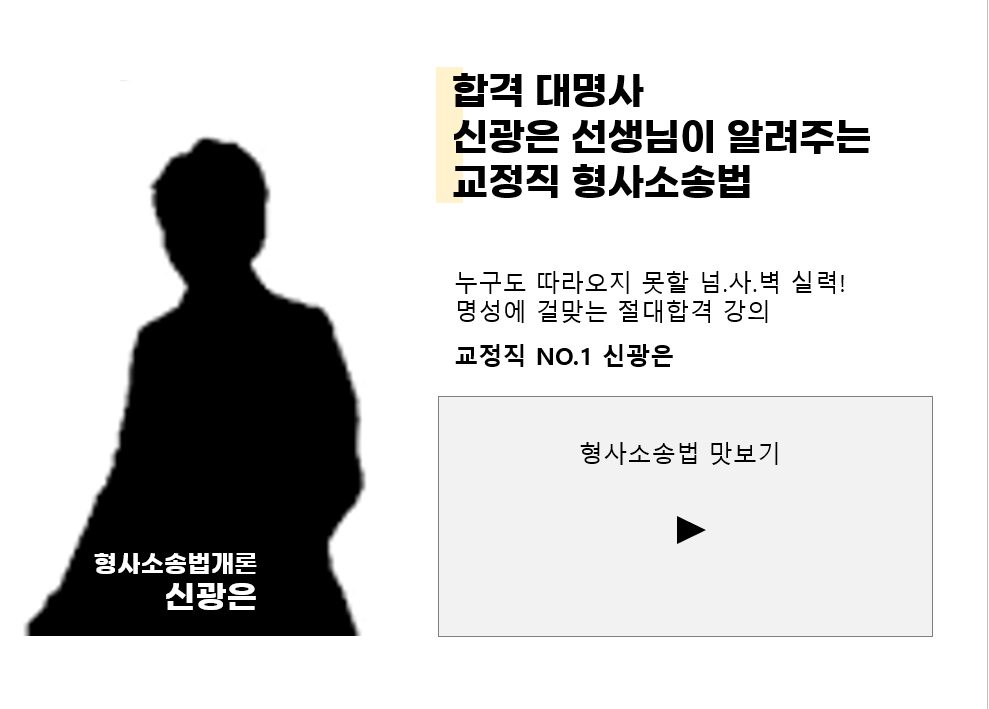 합격 대명사
신광은 선생님이 알려주는
교정직 형사소송법
누구도 따라오지 못할 넘.사.벽 실력!
명성에 걸맞는 절대합격 강의
교정직 NO.1 신광은
형사소송법 맛보기
형사소송법개론
신광은